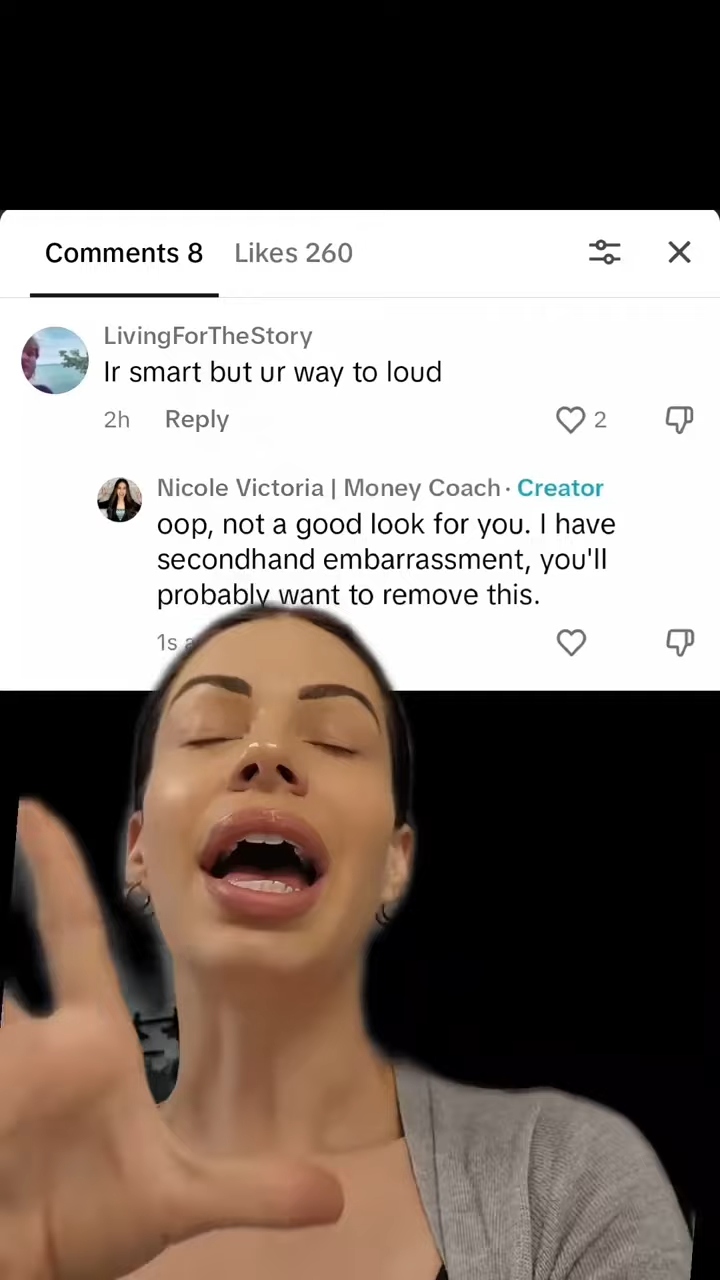 Comments 8 Likes 260
LivingForTheStory
Ir smart but ur way to loud
2h Reply 2
Nicole Victoria | Money Coach · Creator
oop, not a good look for you. I have
secondhand embarrassment, you'll
probably want to remove this.
1s